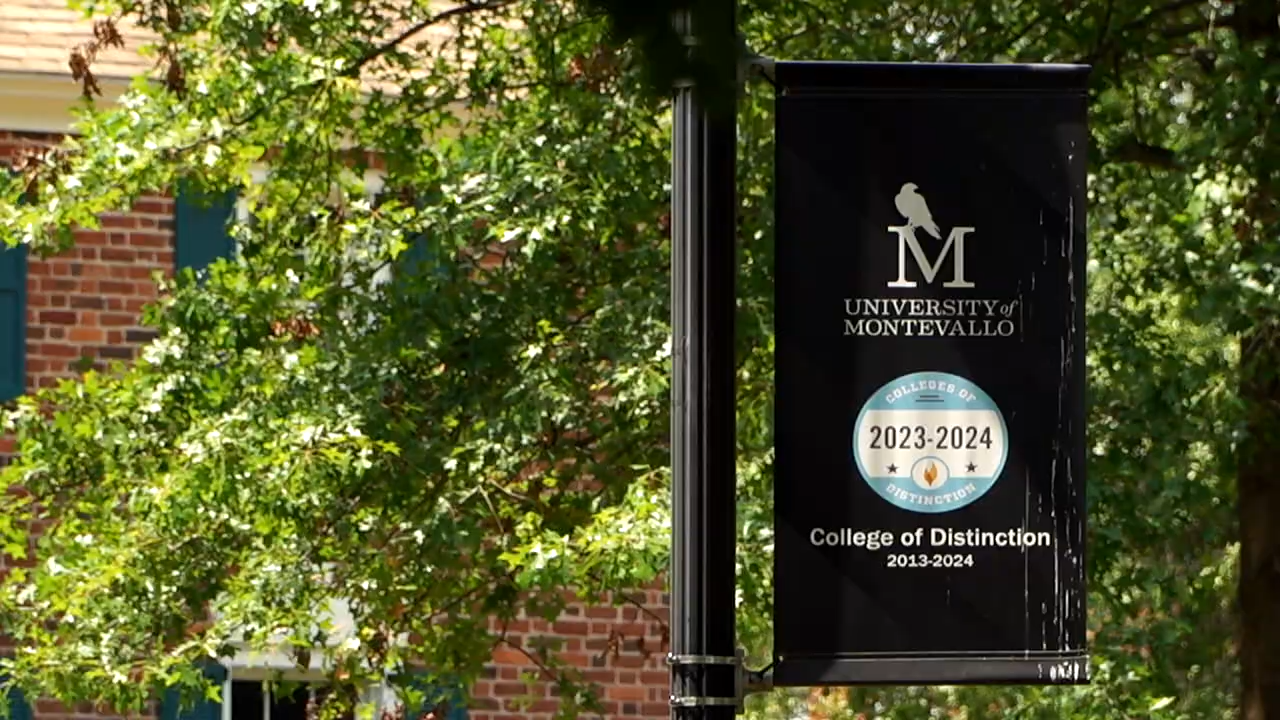 M
UNIVERSITY of
MONTEVALLO
COLLEGES OF
2023-2024
DISTINCTION
College of Distinction
2013-2024